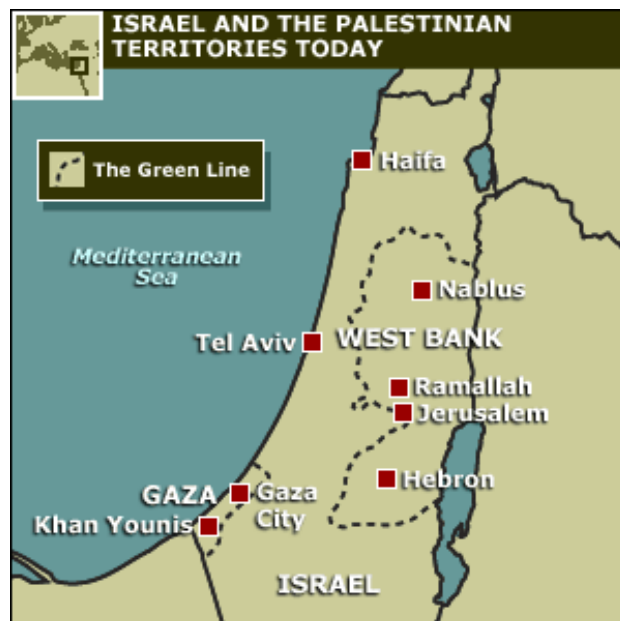 ISRAEL AND THE PALESTINIAN
TERRITORIES TODAY
The Green Line
Haifa
Mediterranean
Sea
Nablus
Tel Aviv
WEST BANK
Ramallah
Jerusalem
Hebron
GAZA
Gaza
City
Khan Younis
ISRAEL